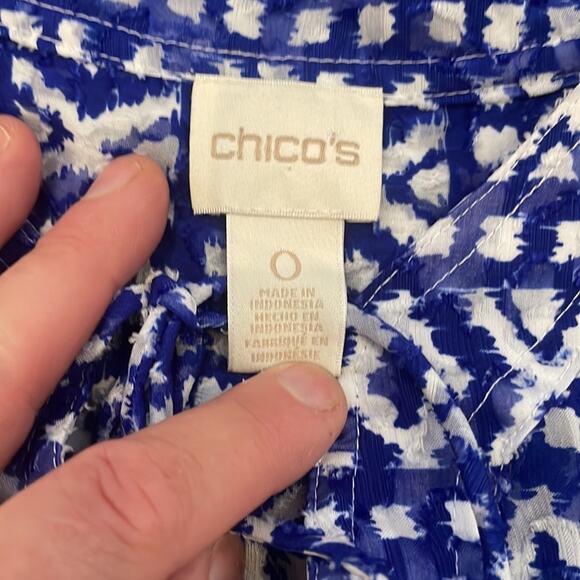 chico's
0
MADE IN
INDONESIA
HECHO EN
INDONESIA
FABRIQUÉ EN
INDONÉSIE